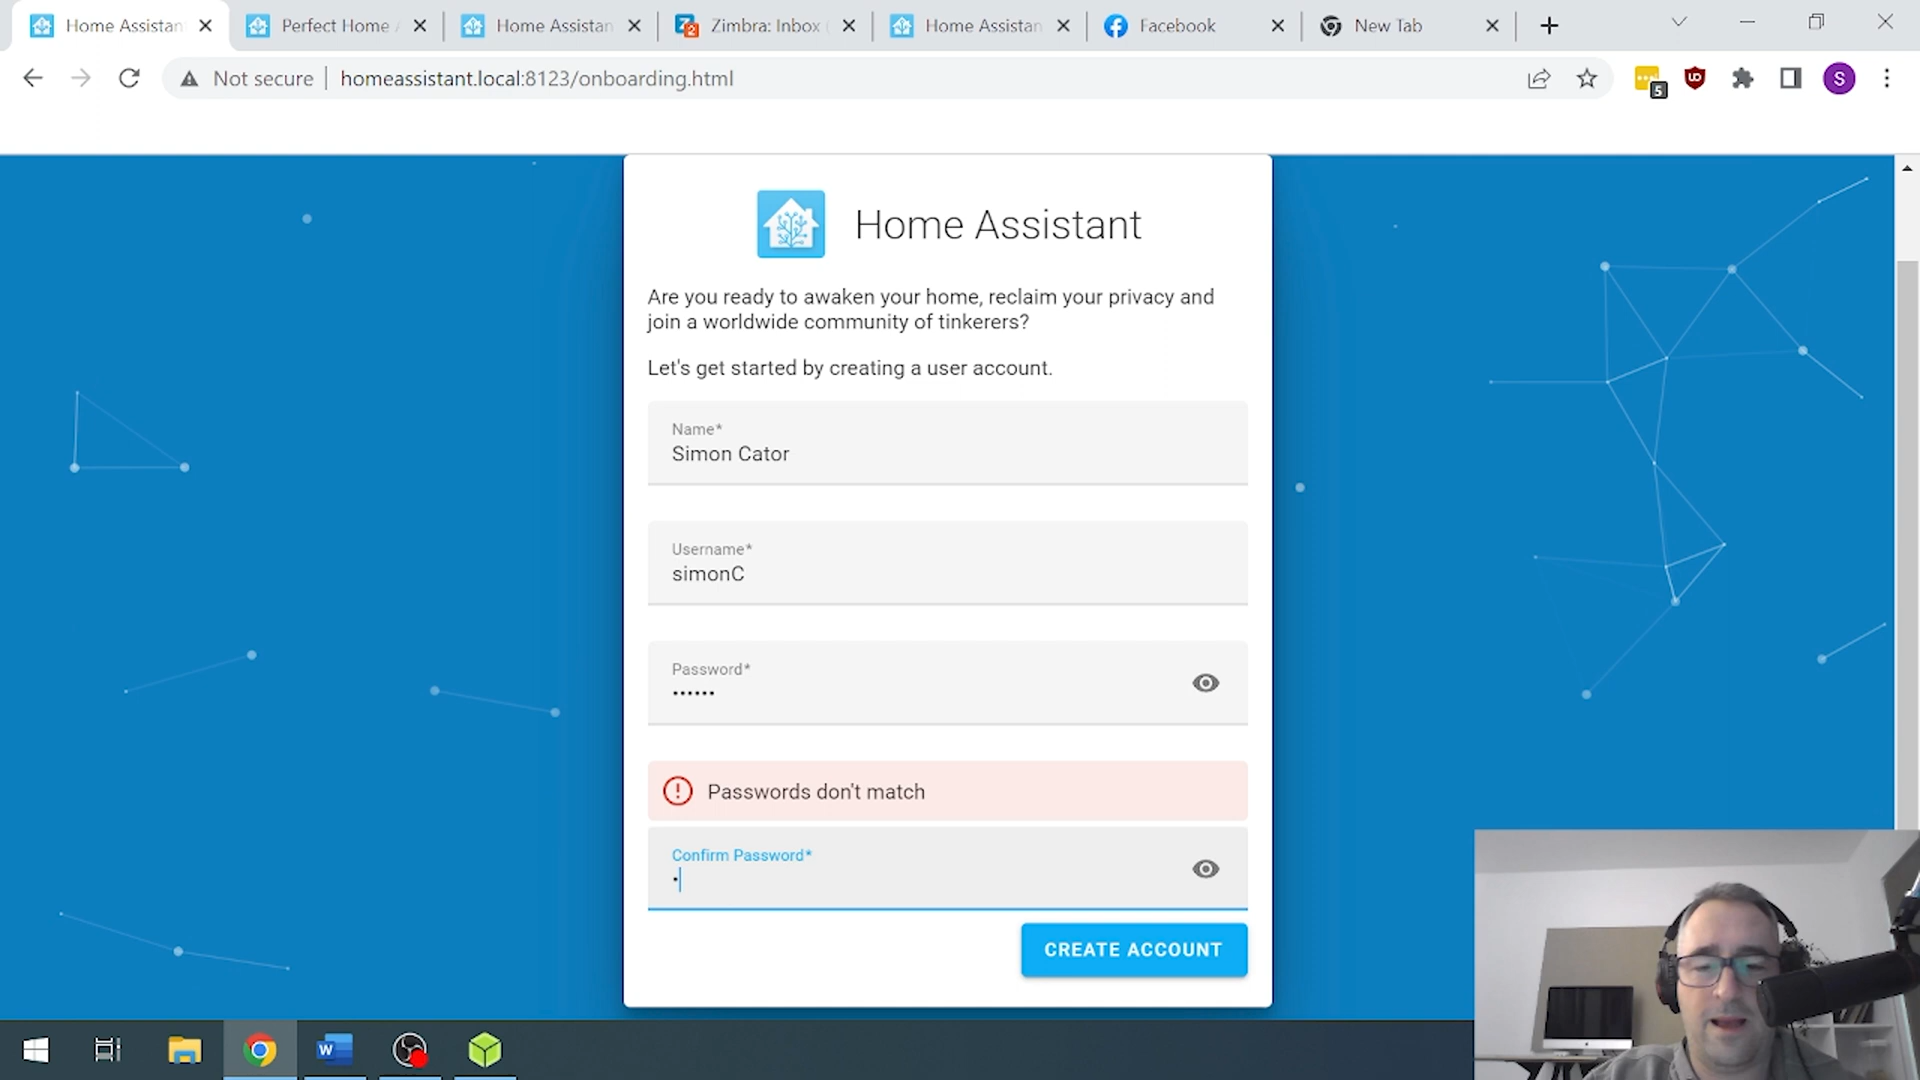 Home Assistan
Perfect Home A
Home Assistan
Zimbra: Inbox (
Home Assistan
Facebook
New Tab
Not secure
homeassistant.local:8123/onboarding.html
5
S
Home Assistant
Are you ready to awaken your home, reclaim your privacy and
join a worldwide community of tinkerers?
Let's get started by creating a user account.
Name*
Simon Cator
Username*
simonC
Password*
••••••
Passwords don't match
Confirm Password*
•
CREATE ACCOUNT